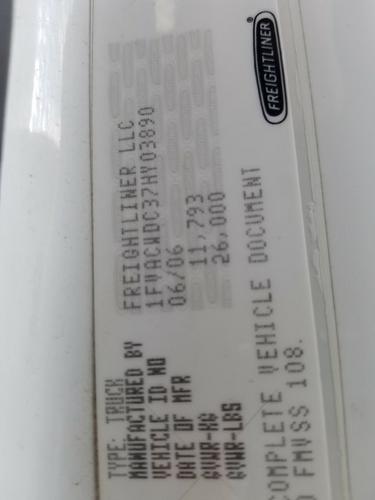 FREIGHTLINER
TYPE: TRUCK
MANUFACTURED BY FREIGHTLINER LLC
VEHICLE ID NO 1FVACWDC37HY03890
DATE OF MFR 06/06
GVWR-KG 11,793
GVWR-LBS 26,000
COMPLETE VEHICLE DOCUMENT
FMVSS 108.